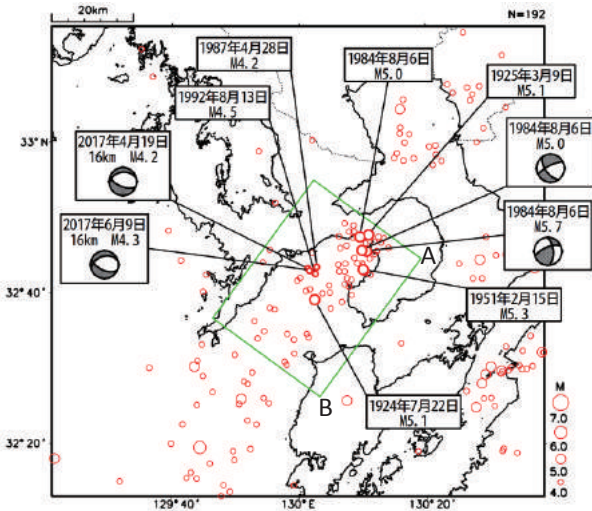 20km
N=192
1987年4月28日
M4.2
1984年8月6日
M5.0
1925年3月9日
M5.1
1992年8月13日
M4.5
33°N
2017年4月19日
16km M4.2
1984年8月6日
M5.0
2017年6月9日
16km M4.3
1984年8月6日
M5.7
A
32°40'
1951年2月15日
M5.3
B
1924年7月22日
M5.1
M
7.0
6.0
5.0
4.0
32°20'
129°40'
130°E
130°20'